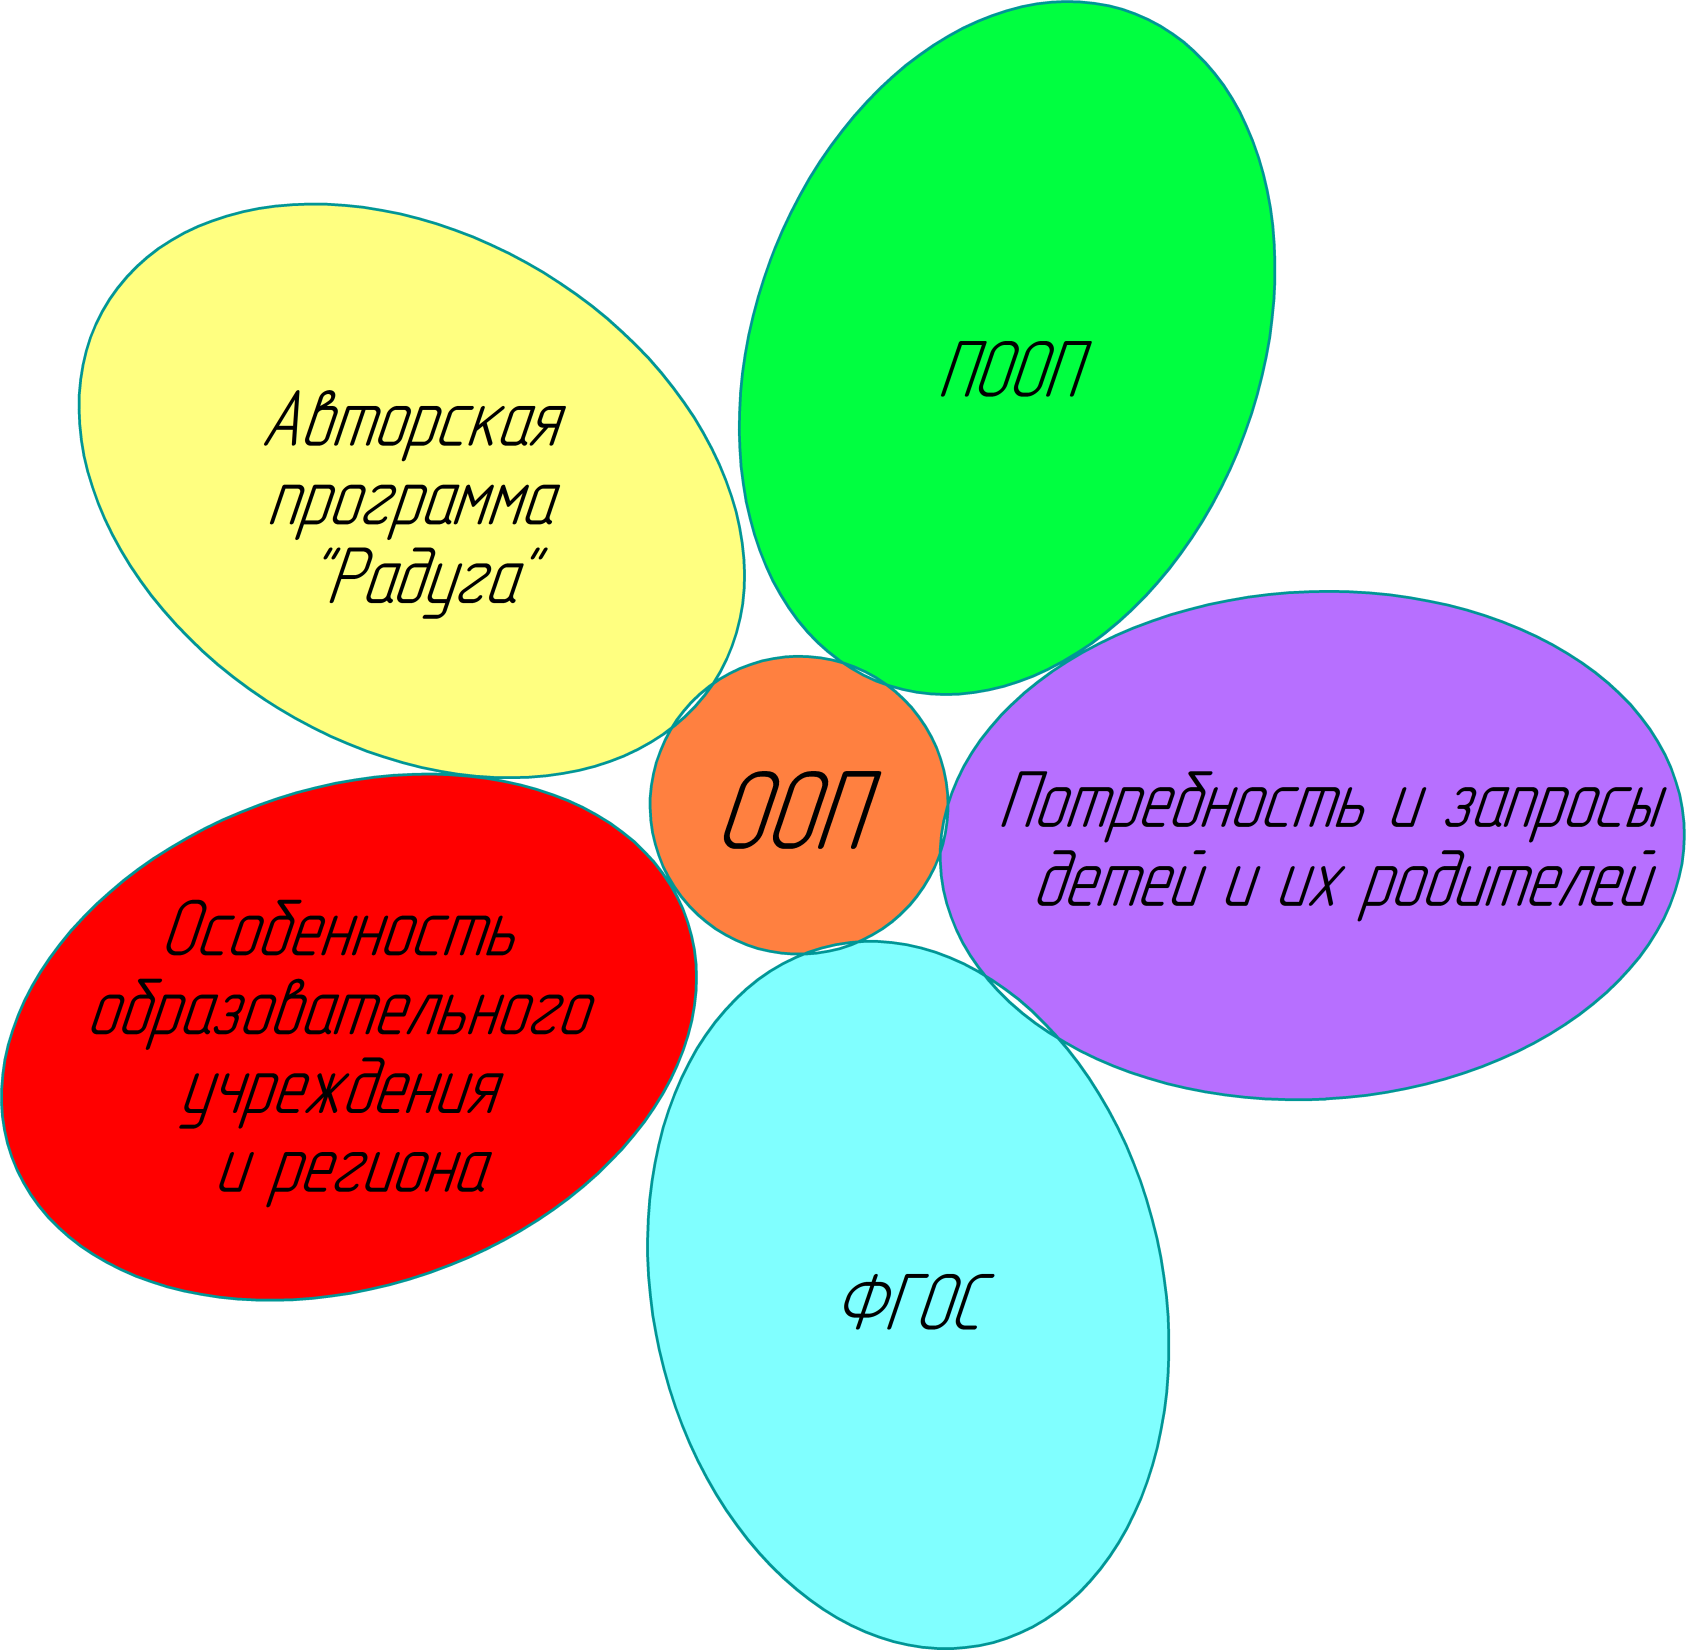 ПООП
Авторская
программа
"Радуга"
ООП
Потребность и запросы
детей и их родителей
Особенность
образовательного
учреждения
и региона
ФГОС